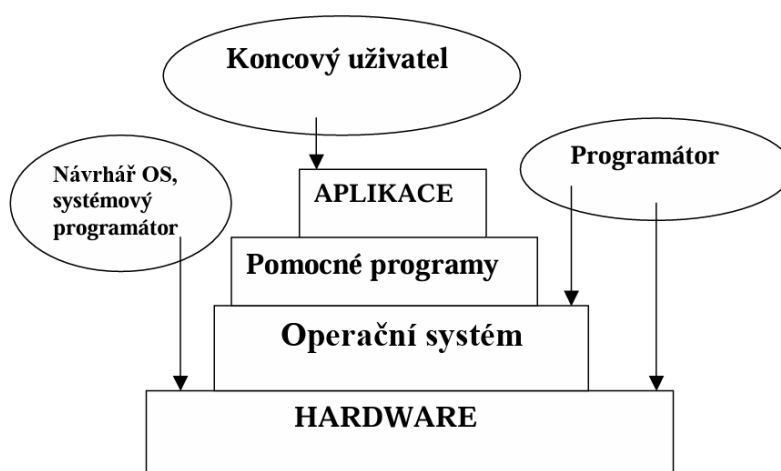 Koncový uživatel
Návrhář OS,
systémový
programátor
Programátor
APLIKACE
Pomocné programy
Operační systém
HARDWARE